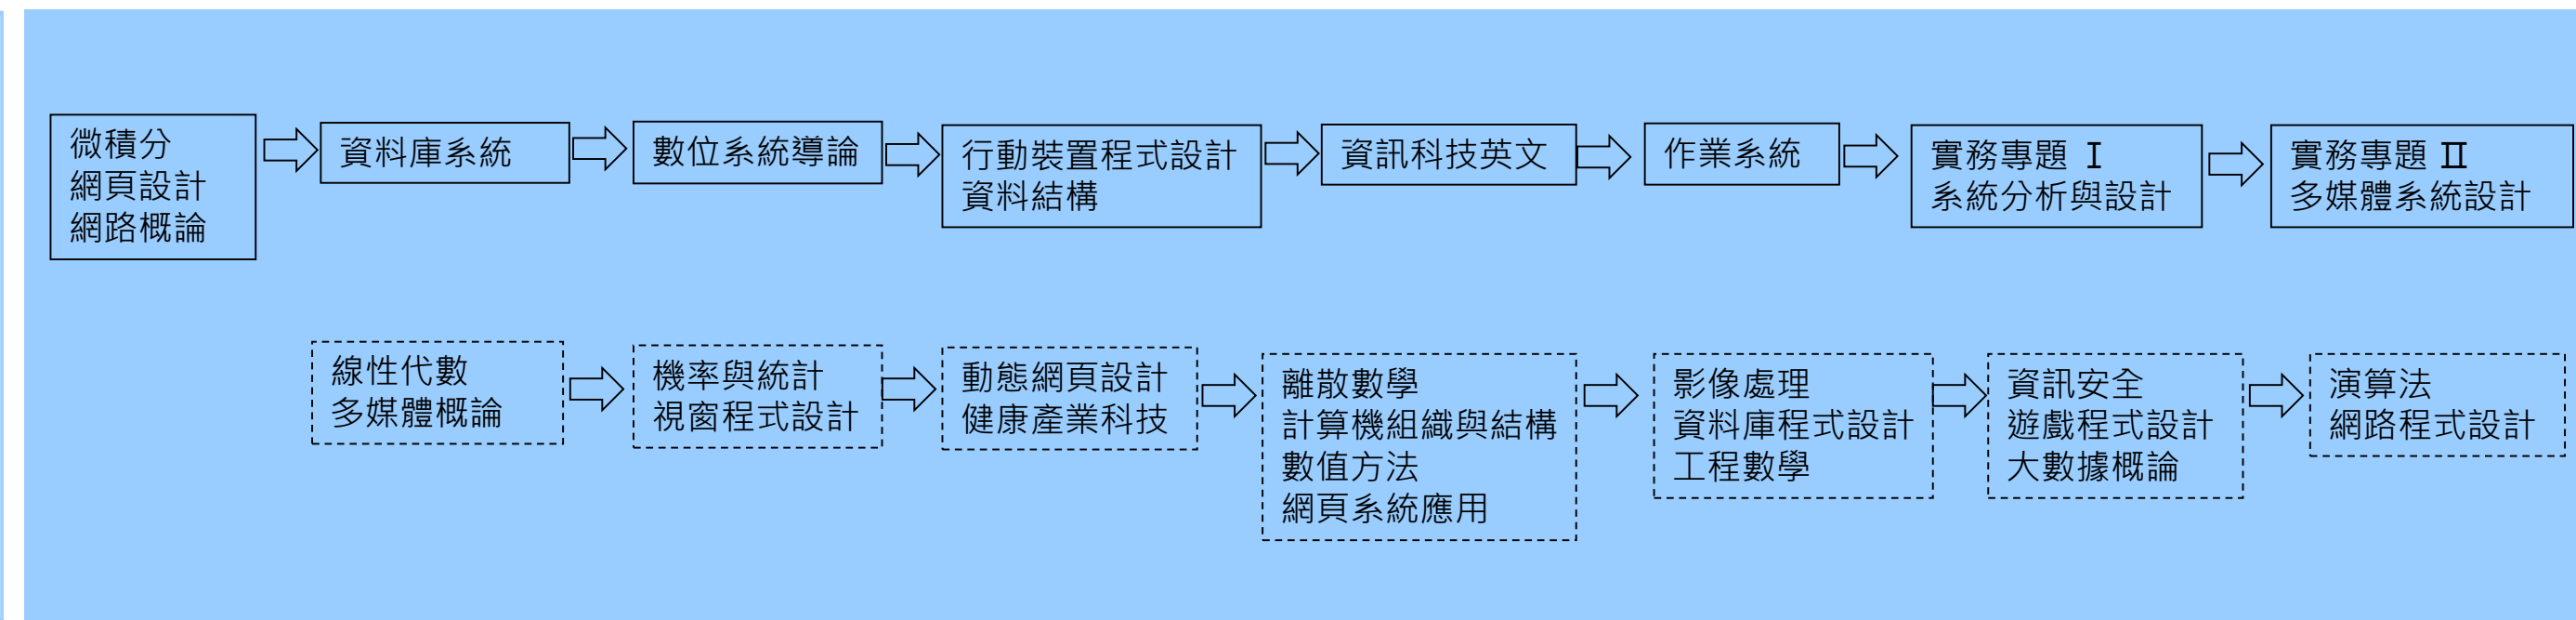 微積分
網頁設計
網路概論
資料庫系統
數位系統導論
行動裝置程式設計
資料結構
資訊科技英文
作業系統
實務專題 I
系統分析與設計
實務專題 II
多媒體系統設計
線性代數
多媒體概論
機率與統計
視窗程式設計
動態網頁設計
健康產業科技
離散數學
計算機組織與結構
數值方法
網頁系統應用
影像處理
資料庫程式設計
工程數學
資訊安全
遊戲程式設計
大數據概論
演算法
網路程式設計